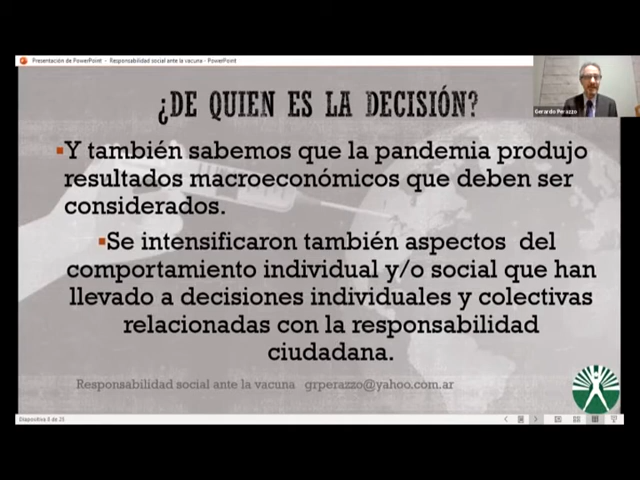 Presentación de PowerPoint - Responsabilidad social ante la vacuna - PowerPoint
Gerardo Perazzo
¿DE QUIEN ES LA DECISIÓN?
▪Y también sabemos que la pandemia produjo
resultados macroeconómicos que deben ser
considerados.
▪Se intensificaron también aspectos del
comportamiento individual y/o social que han
llevado a decisiones individuales y colectivas
relacionadas con la responsabilidad
ciudadana.
Responsabilidad social ante la vacuna grperazzo@yahoo.com.ar
Diapositiva 8 de 25